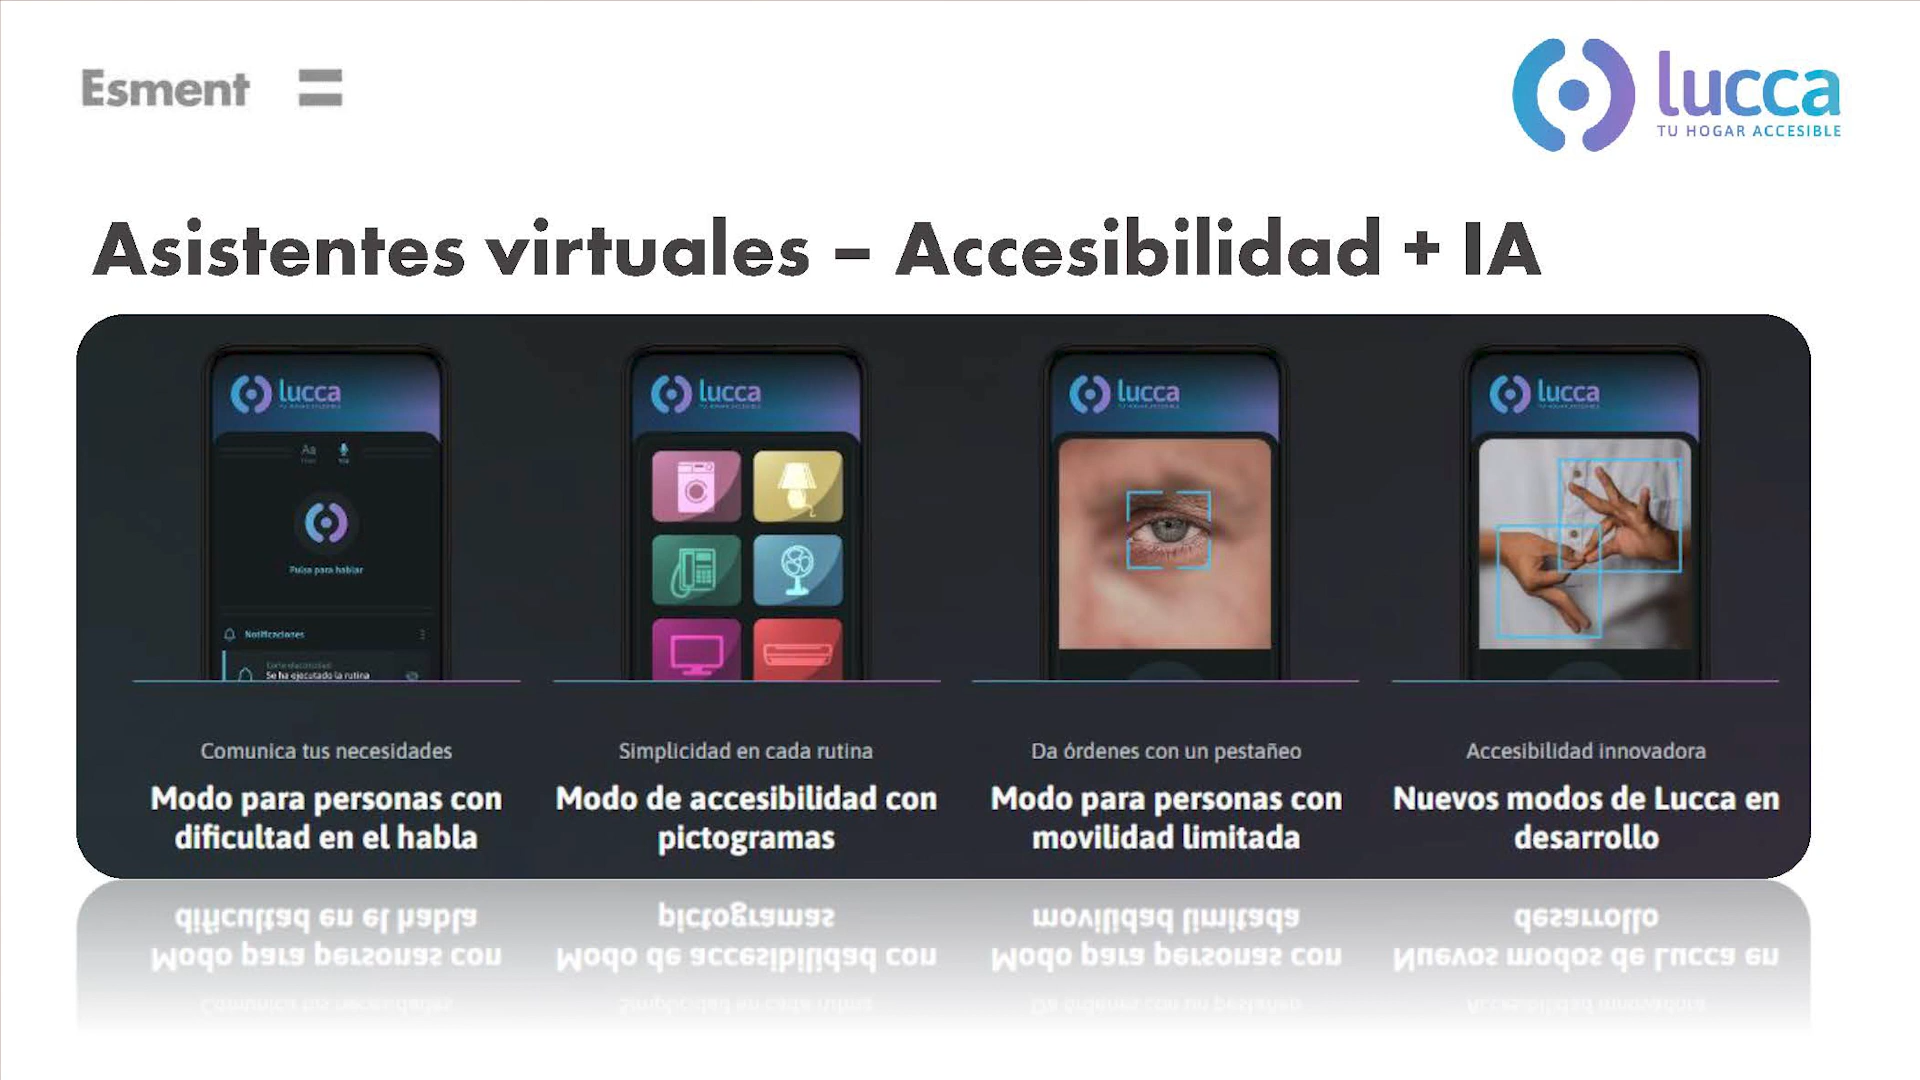 Esment
lucca
TU HOGAR ACCESIBLE
Asistentes virtuales – Accesibilidad + IA
lucca
Aa
Pulsa para hablar
Notificaciones
Se ha ejecutado la rutina
Comunica tus necesidades
Modo para personas con
dificultad en el habla
lucca
Simplicidad en cada rutina
Modo de accesibilidad con
pictogramas
lucca
Da órdenes con un pestañeo
Modo para personas con
movilidad limitada
lucca
Accesibilidad innovadora
Nuevos modos de Lucca en
desarrollo